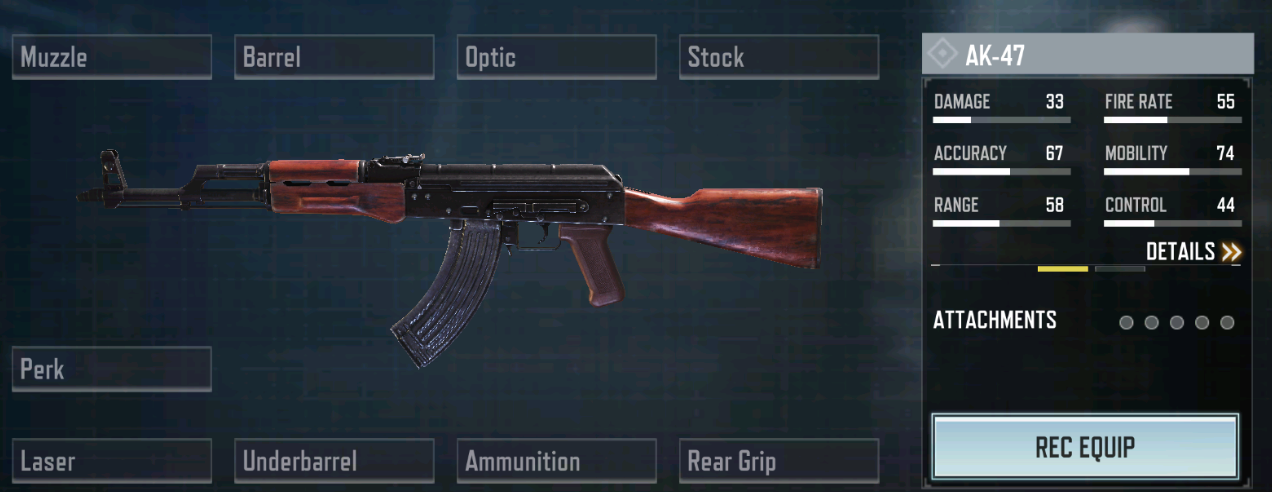 Muzzle
Barrel
Optic
Stock
AK-47
DAMAGE 33
FIRE RATE 55
ACCURACY 67
MOBILITY 74
RANGE 58
CONTROL 44
DETAILS
ATTACHMENTS
Perk
Laser
Underbarrel
Ammunition
Rear Grip
REC EQUIP